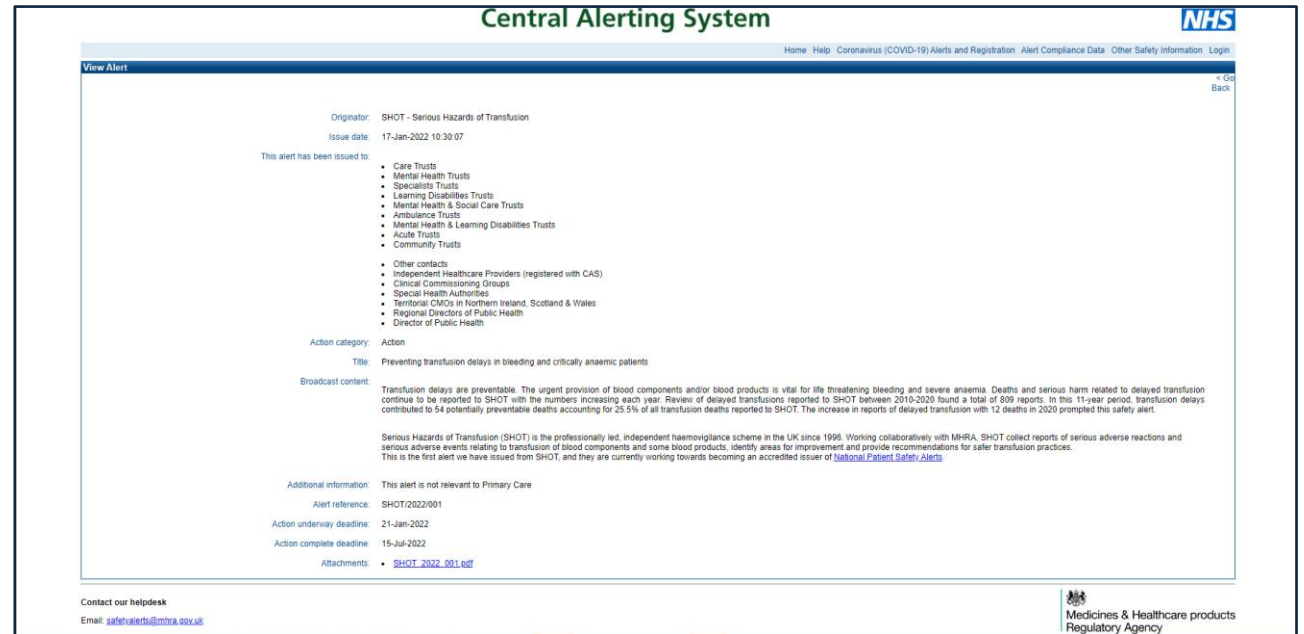 Central Alerting System
NHS
Home Help Coronavirus (COVID-19) Alerts and Registration Alert Compliance Data Other Safety Information Login
View Alert
< Go
Back
Originator: SHOT - Serious Hazards of Transfusion
Issue date: 17-Jan-2022 10:30:07
This alert has been issued to:
• Care Trusts
• Mental Health Trusts
• Specialists Trusts
• Learning Disabilities Trusts
• Mental Health & Social Care Trusts
• Ambulance Trusts
• Mental Health & Learning Disabilities Trusts
• Acute Trusts
• Community Trusts
• Other contacts
• Independent Healthcare Providers (registered with CAS)
• Clinical Commissioning Groups
• Special Health Authorities
• Territorial CMOs in Northern Ireland, Scotland & Wales
• Regional Directors of Public Health
• Director of Public Health
Action category: Action
Title: Preventing transfusion delays in bleeding and critically anaemic patients
Broadcast content:
Transfusion delays are preventable. The urgent provision of blood components and/or blood products is vital for life threatening bleeding and severe anaemia. Deaths and serious harm related to delayed transfusion
continue to be reported to SHOT with the numbers increasing each year. Review of delayed transfusions reported to SHOT between 2010-2020 found a total of 809 reports. In this 11-year period, transfusion delays
contributed to 54 potentially preventable deaths accounting for 25.5% of all transfusion deaths reported to SHOT. The increase in reports of delayed transfusion with 12 deaths in 2020 prompted this safety alert.
Serious Hazards of Transfusion (SHOT) is the professionally led, independent haemovigilance scheme in the UK since 1996. Working collaboratively with MHRA, SHOT collect reports of serious adverse reactions and
serious adverse events relating to transfusion of blood components and some blood products, identify areas for improvement and provide recommendations for safer transfusion practices.
This is the first alert we have issued from SHOT, and they are currently working towards becoming an accredited issuer of National Patient Safety Alerts.
Additional information: This alert is not relevant to Primary Care
Alert reference: SHOT/2022/001
Action underway deadline: 21-Jan-2022
Action complete deadline: 15-Jul-2022
Attachments: • SHOT_2022_001.pdf
Contact our helpdesk
Email: safetyalerts@mhra.gov.uk
Medicines & Healthcare products
Regulatory Agency